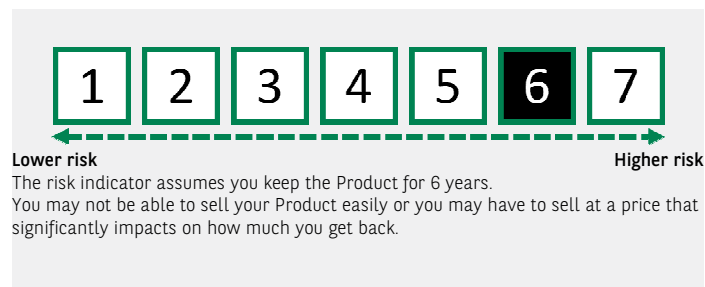 1 2 3 4 5 6 7
Lower risk Higher risk
The risk indicator assumes you keep the Product for 6 years.
You may not be able to sell your Product easily or you may have to sell at a price that
significantly impacts on how much you get back.